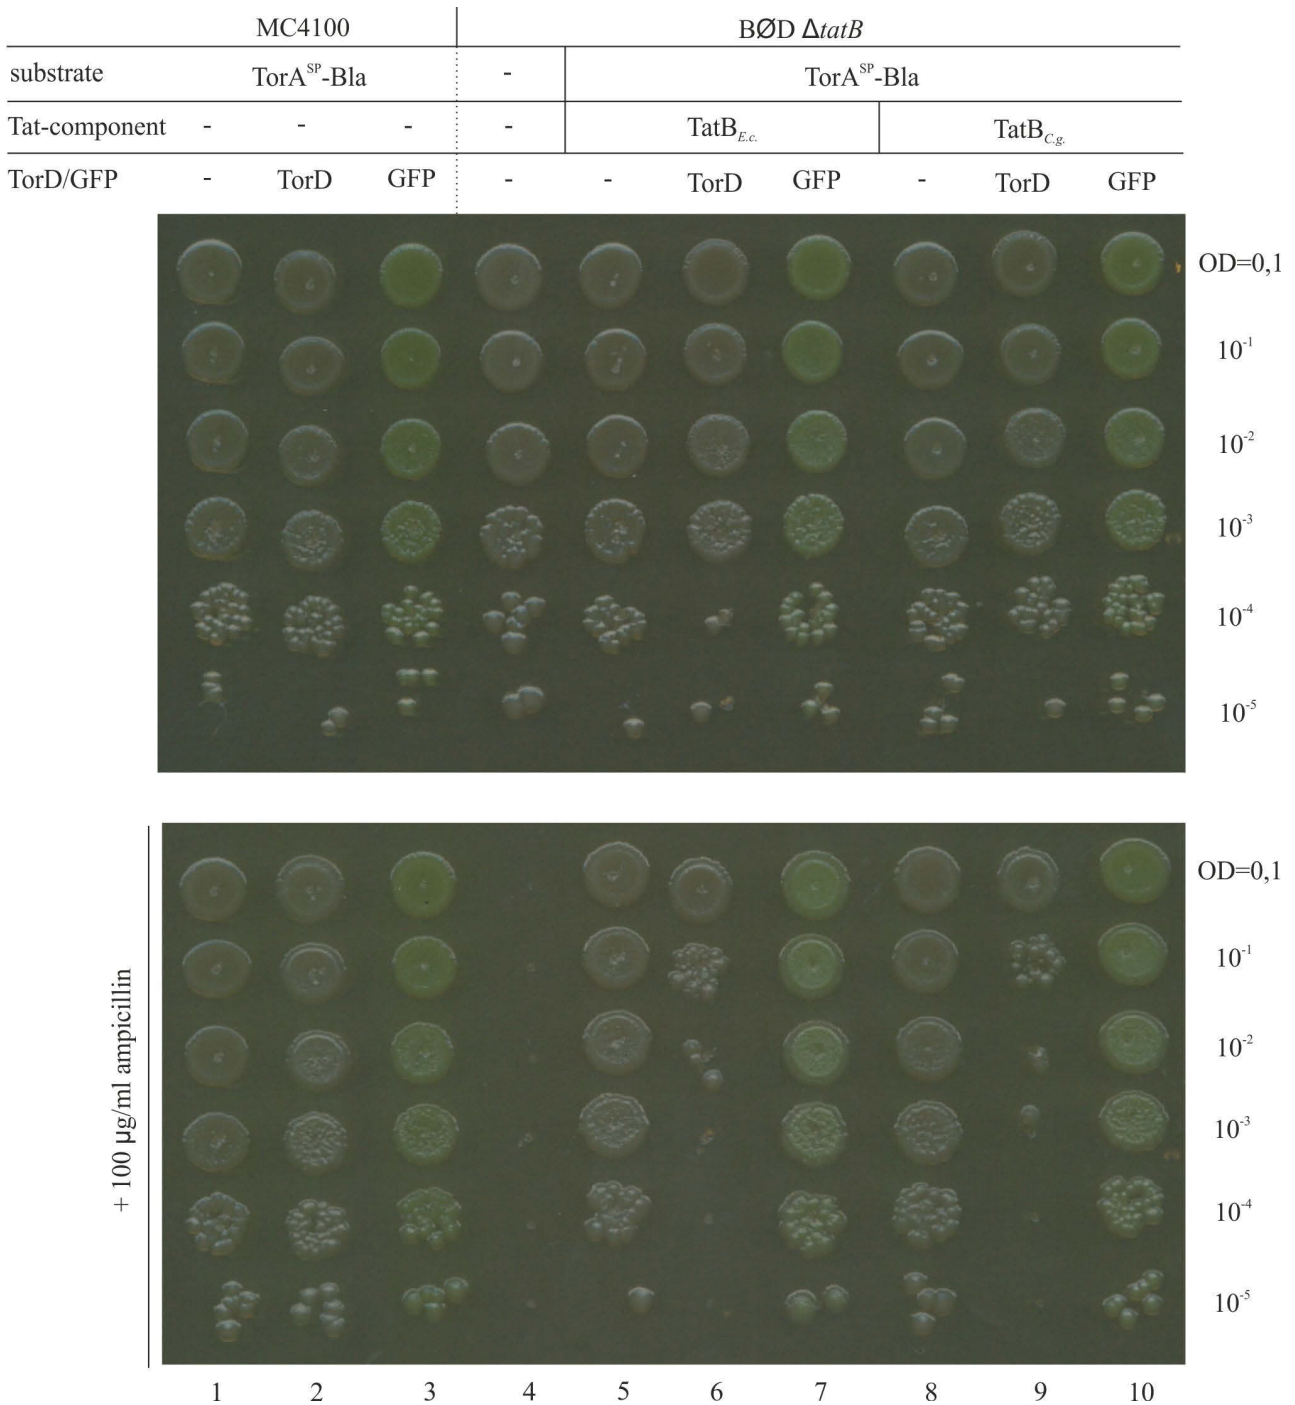 MC4100 BØD ΔtatB
substrate TorA^SP-Bla - TorA^SP-Bla
Tat-component - - - - TatB_E.c. TatB_C.g.
TorD/GFP - TorD GFP - - TorD GFP - TorD GFP
OD=0,1
10^-1
10^-2
10^-3
10^-4
10^-5
+ 100 µg/ml ampicillin
OD=0,1
10^-1
10^-2
10^-3
10^-4
10^-5
1 2 3 4 5 6 7 8 9 10